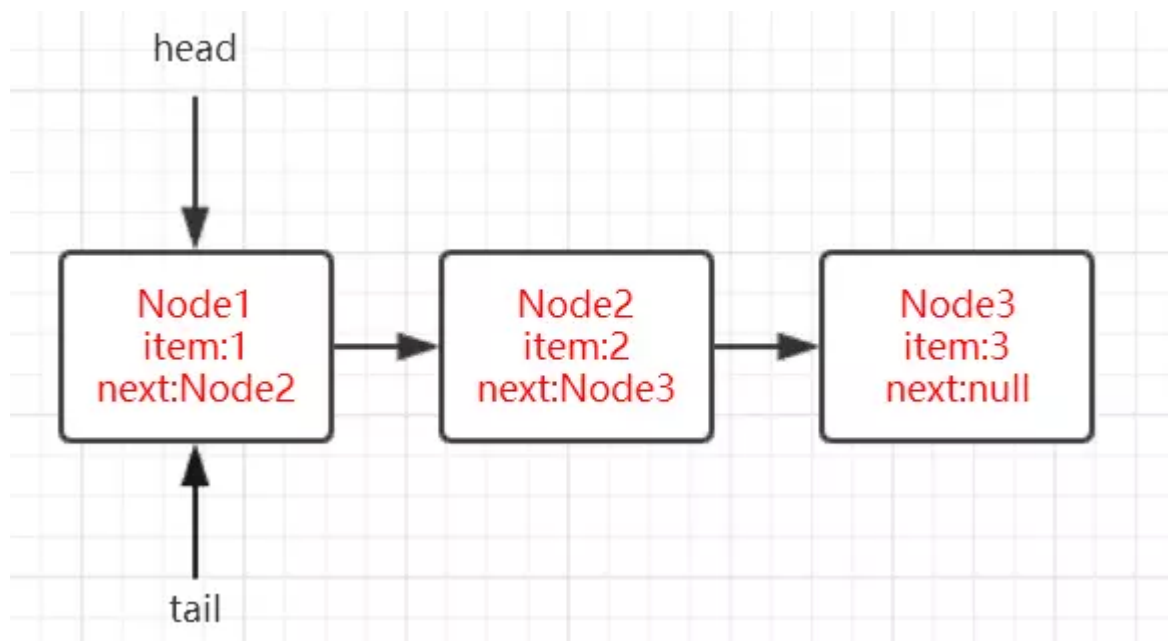 head
Node1
item:1
next:Node2
Node2
item:2
next:Node3
Node3
item:3
next:null
tail